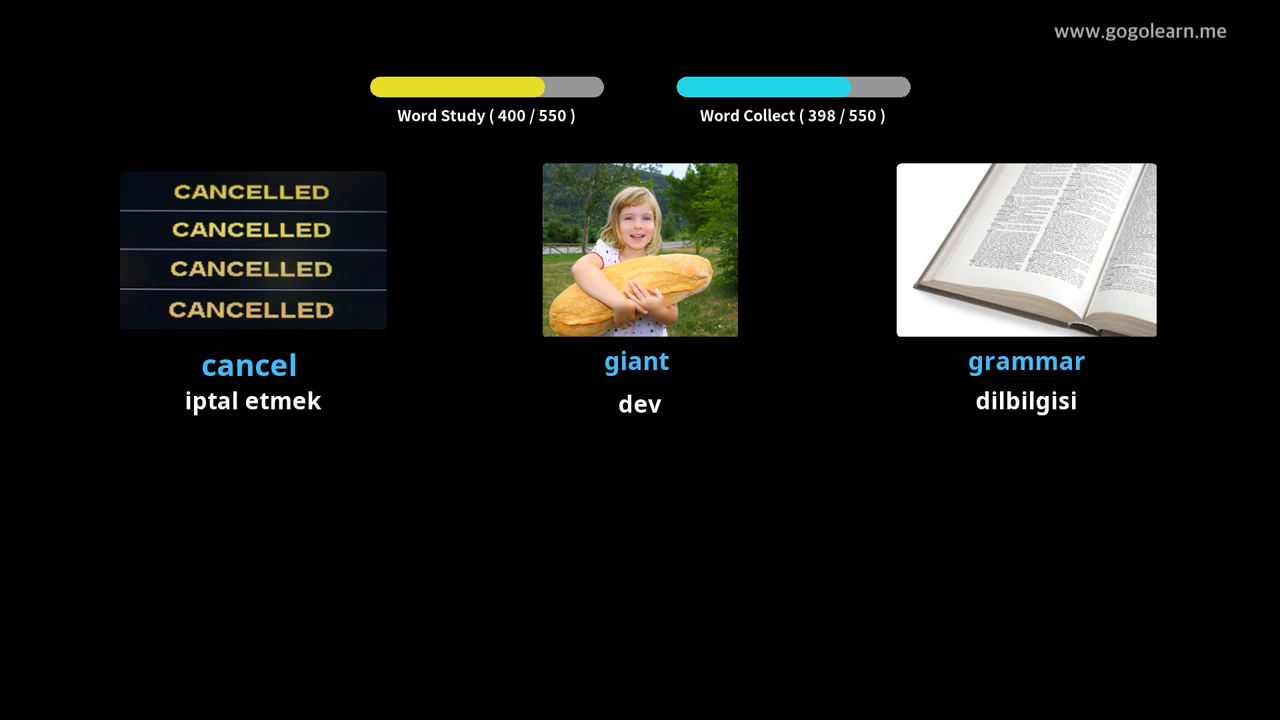 www.gogolearn.me
Word Study ( 400 / 550 )
Word Collect ( 398 / 550 )
CANCELLED
CANCELLED
CANCELLED
CANCELLED
cancel
iptal etmek
giant
dev
grammar
dilbilgisi